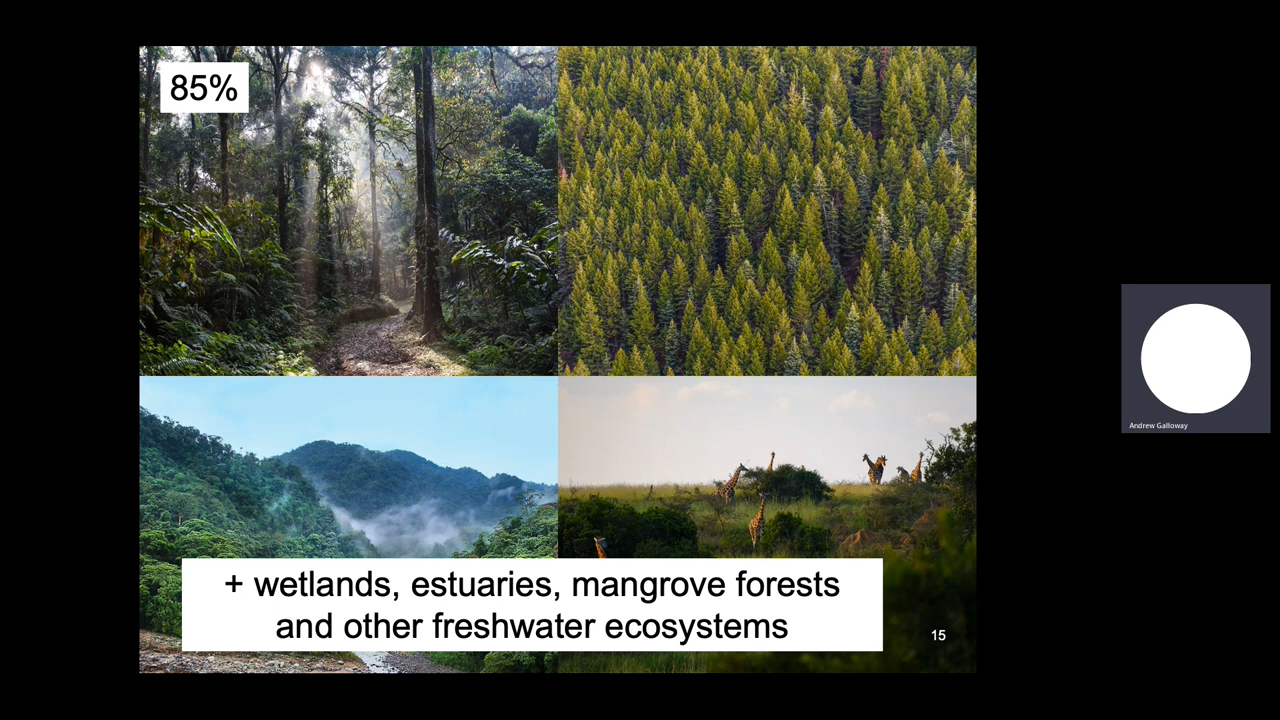 85%
+ wetlands, estuaries, mangrove forests
and other freshwater ecosystems
15
Andrew Galloway